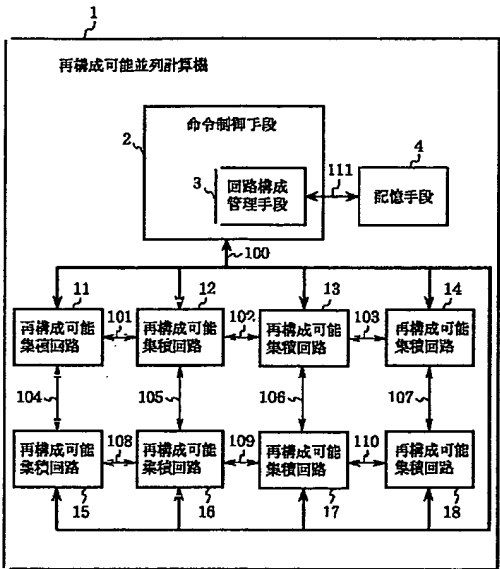 1
再構成可能並列計算機
命令制御手段
2
4
3
回路構成
管理手段
111
記憶手段
100
11
12
13
14
再構成可能
集積回路
101
再構成可能
集積回路
102
再構成可能
集積回路
103
再構成可能
集積回路
104
105
106
107
再構成可能
集積回路
108
再構成可能
集積回路
109
再構成可能
集積回路
110
再構成可能
集積回路
15
16
17
18